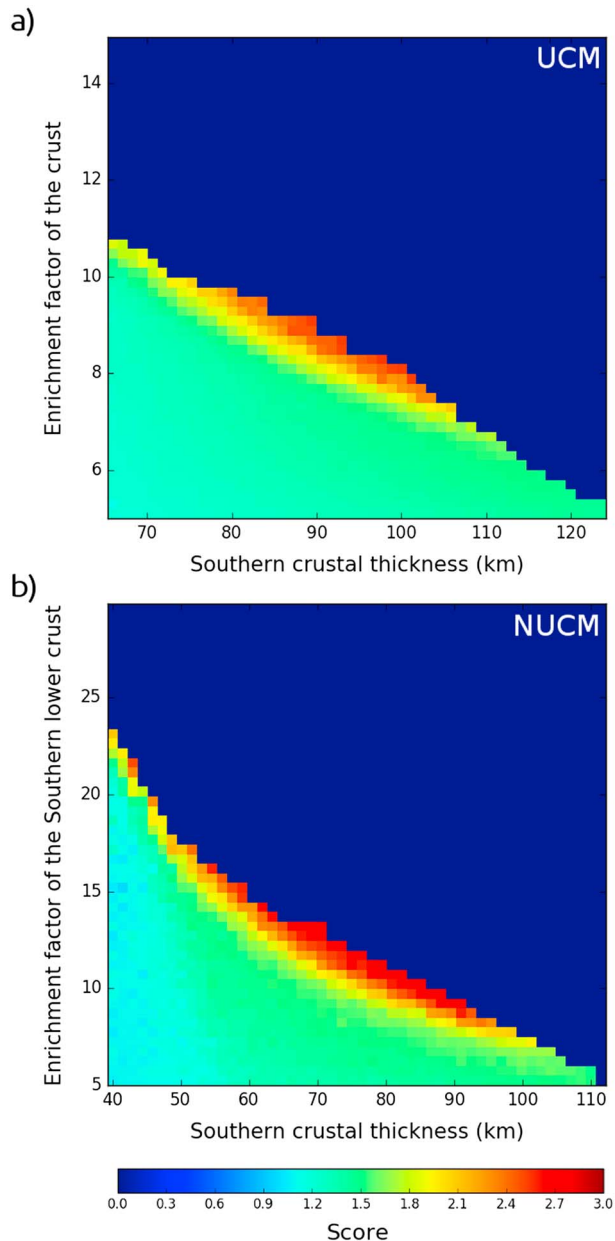 a)
UCM
Enrichment factor of the crust
14
12
10
8
6
70 80 90 100 110 120
Southern crustal thickness (km)
b)
NUCM
Enrichment factor of the Southern lower crust
25
20
15
10
5
40 50 60 70 80 90 100 110
Southern crustal thickness (km)
0.0 0.3 0.6 0.9 1.2 1.5 1.8 2.1 2.4 2.7 3.0
Score